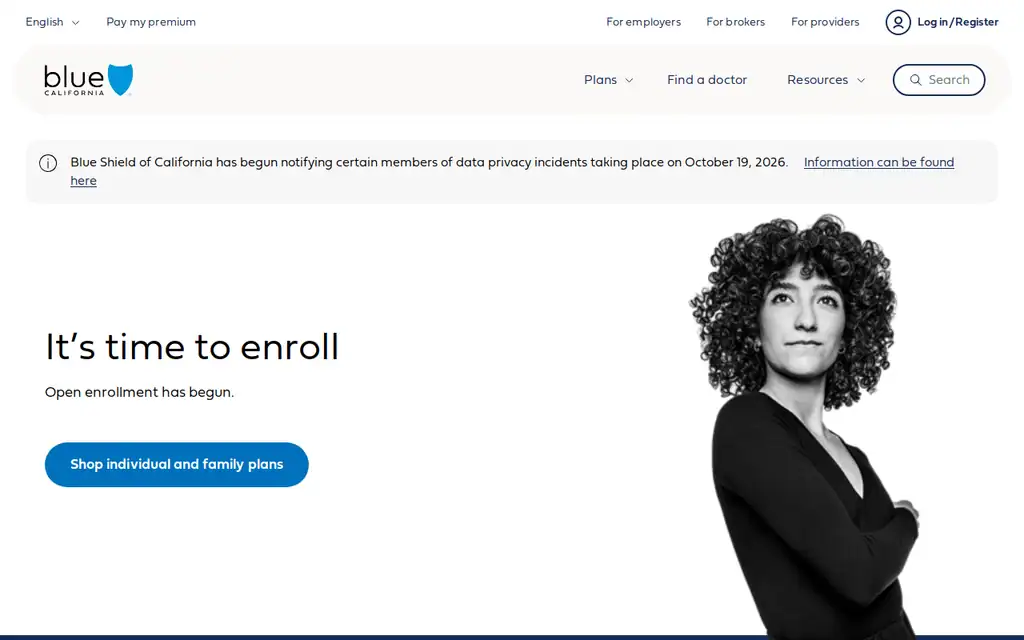 English
Pay my premium
For employers
For brokers
For providers
Log in/Register
blue
CALIFORNIA
Plans
Find a doctor
Resources
Search
Blue Shield of California has begun notifying certain members of data privacy incidents taking place on October 19, 2026. Information can be found
here
It's time to enroll
Open enrollment has begun.
Shop individual and family plans